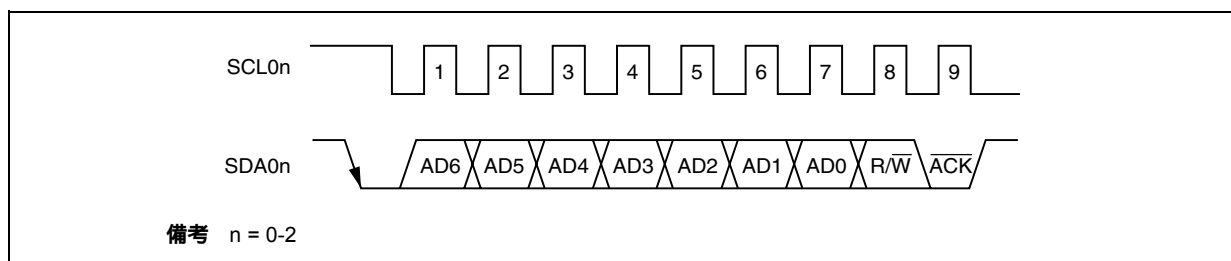 SCL0n 1 2 3 4 5 6 7 8 9
SDA0n AD6 AD5 AD4 AD3 AD2 AD1 AD0 R/W̅ A̅C̅K̅
備考 n = 0-2